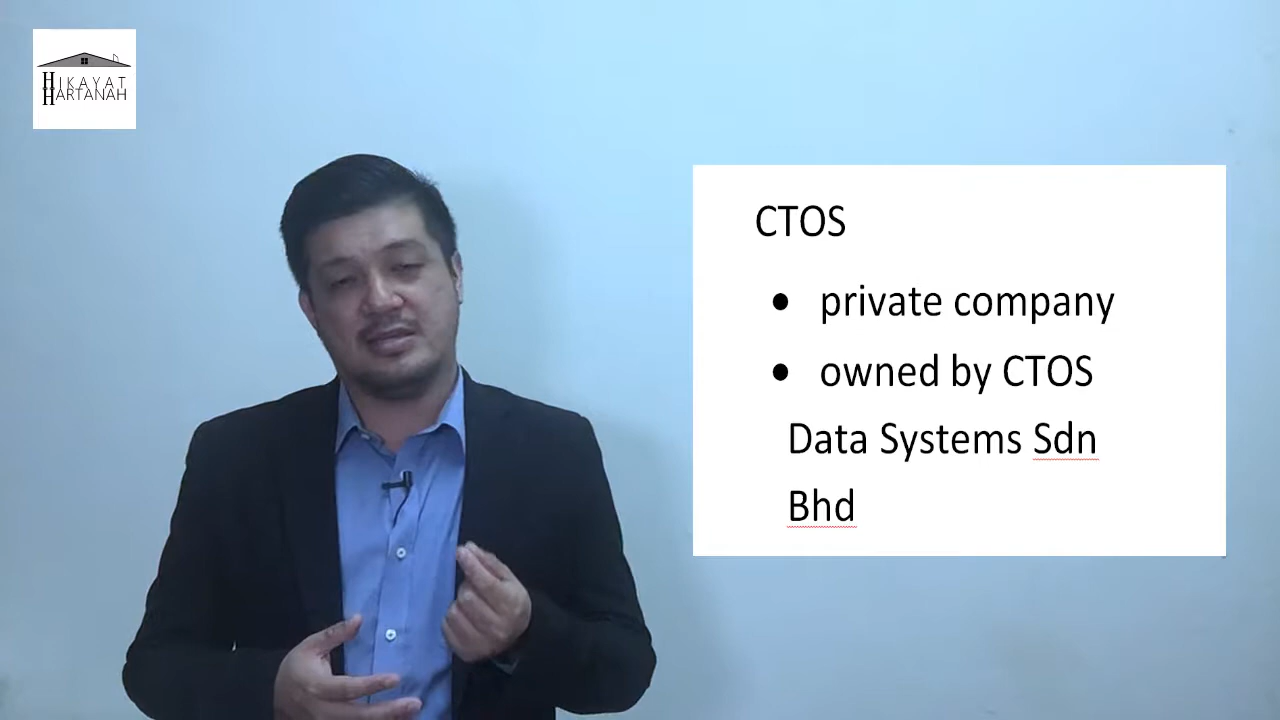 HIKAYAT
HARTANAH
CTOS
• private company
• owned by CTOS
Data Systems Sdn
Bhd